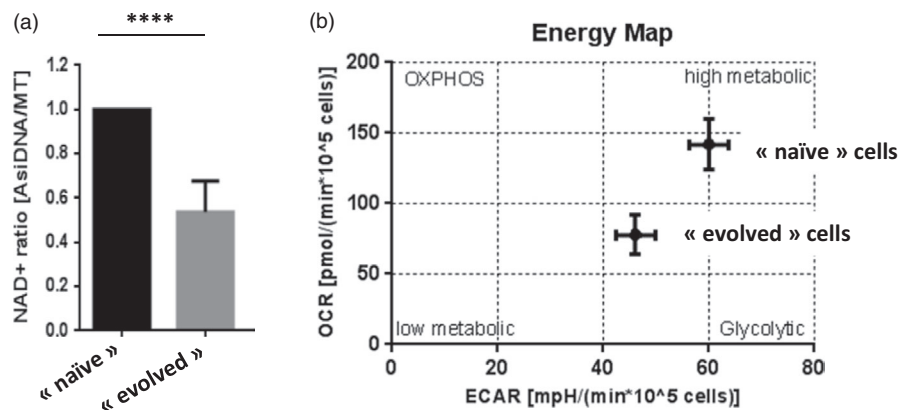 (a)
****
NAD+ ratio [AsiDNA/MT]
1.2
1.0
0.8
0.6
0.4
0.2
0.0
« naïve »
« evolved »
(b)
Energy Map
OCR [pmol/(min*10^5 cells)]
200
150
100
50
0
OXPHOS
high metabolic
« naïve » cells
« evolved » cells
low metabolic
Glycolytic
0
20
40
60
80
ECAR [mpH/(min*10^5 cells)]